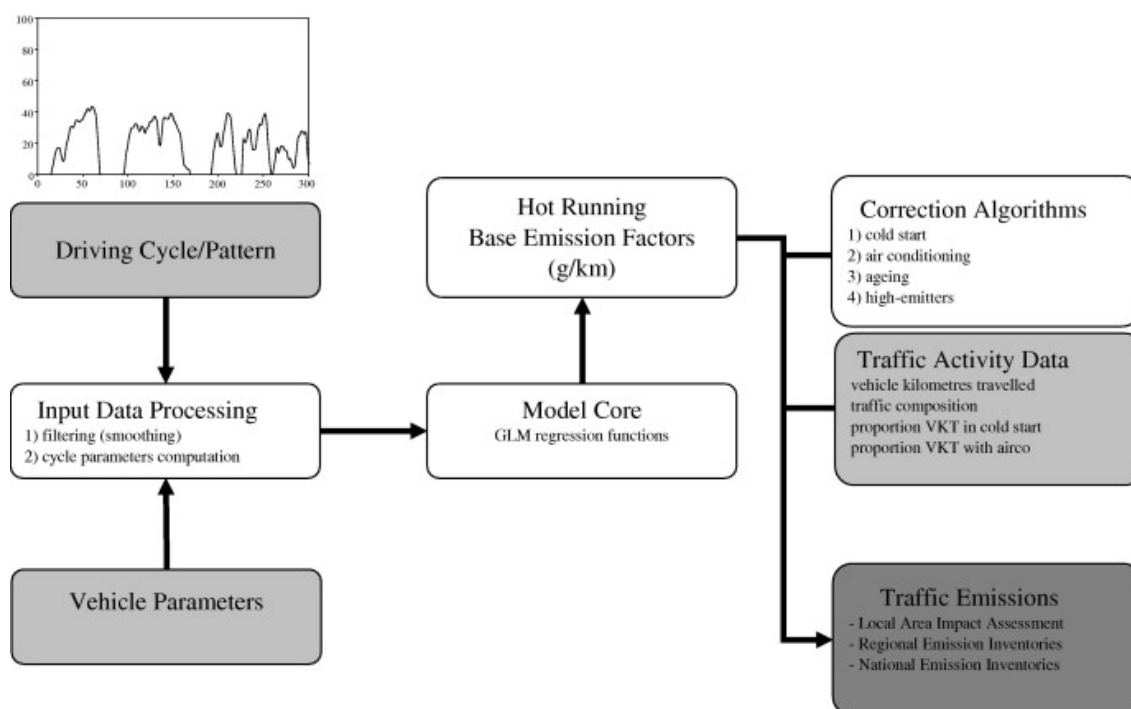 100
80
60
40
20
0
0 50 100 150 200 250 300
Driving Cycle/Pattern
Input Data Processing
1) filtering (smoothing)
2) cycle parameters computation
Vehicle Parameters
Hot Running
Base Emission Factors
(g/km)
Model Core
GLM regression functions
Correction Algorithms
1) cold start
2) air conditioning
3) ageing
4) high-emitters
Traffic Activity Data
vehicle kilometres travelled
traffic composition
proportion VKT in cold start
proportion VKT with airco
Traffic Emissions
- Local Area Impact Assessment
- Regional Emission Inventories
- National Emission Inventories